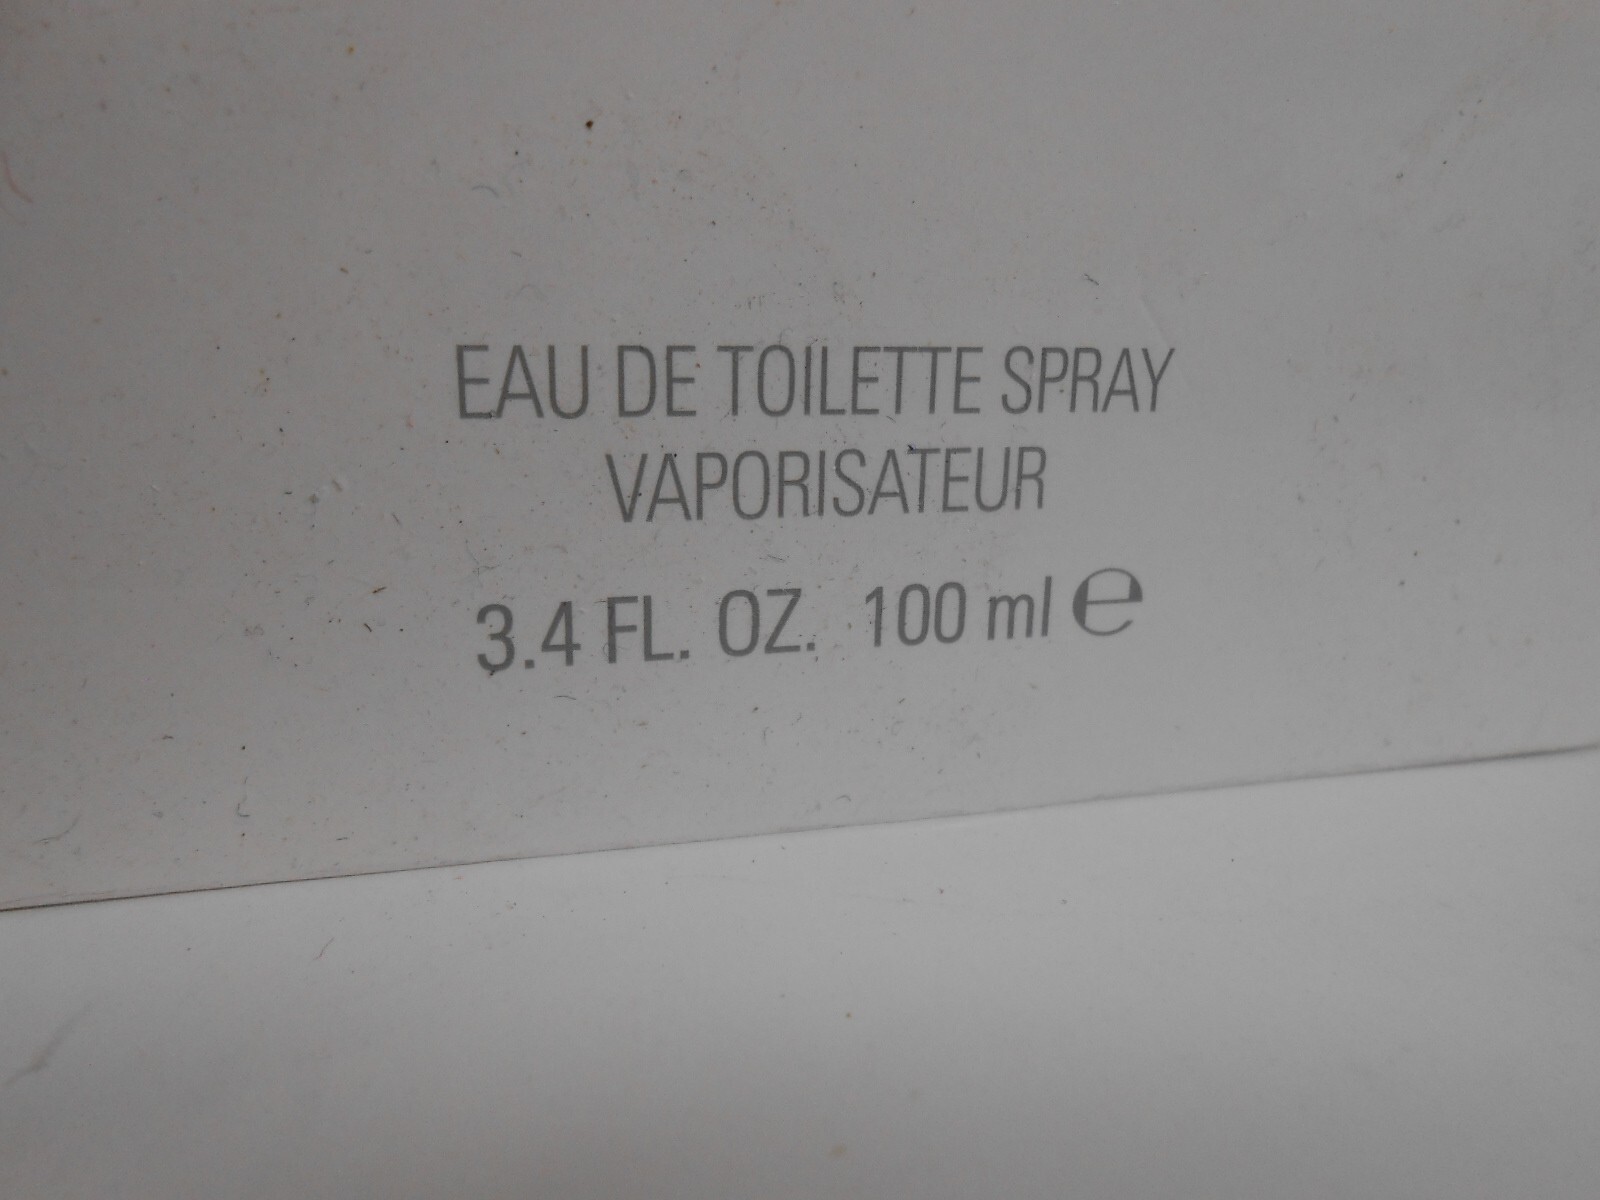 EAU DE TOILETTE SPRAY
VAPORISATEUR
3.4 FL. OZ. 100 ml ℮